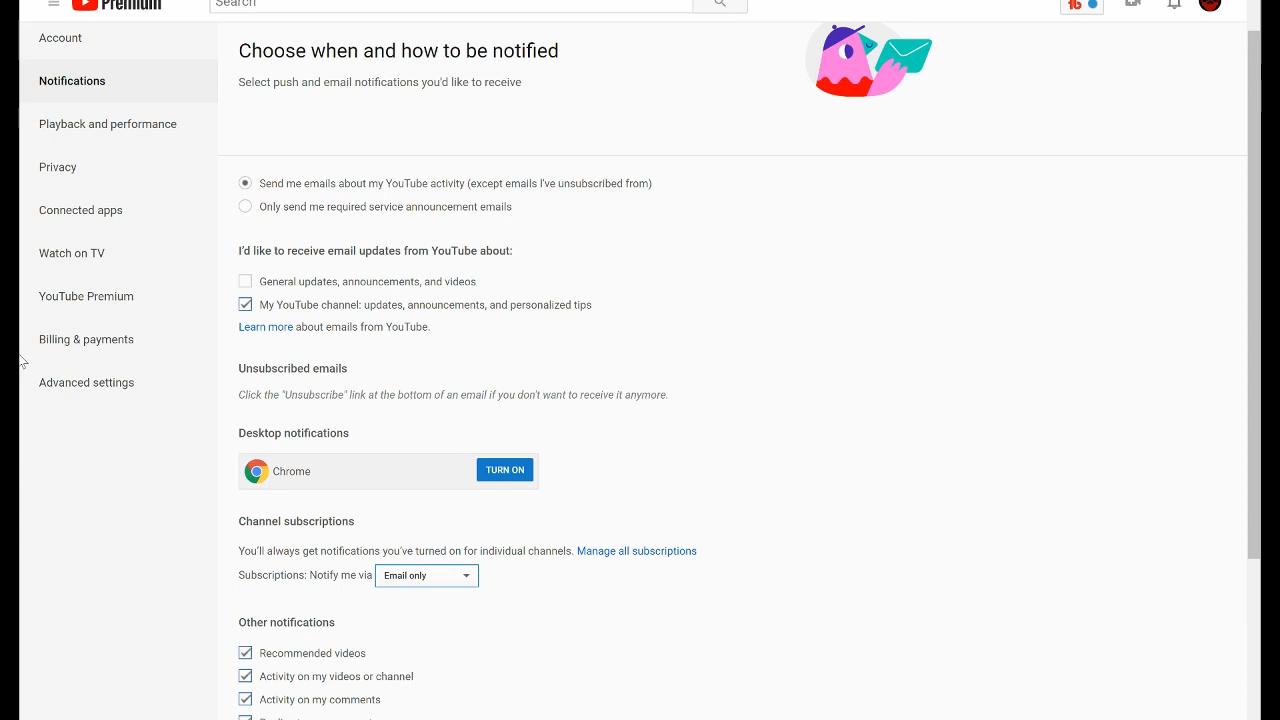 Premium
Search
Account
Notifications
Playback and performance
Privacy
Connected apps
Watch on TV
YouTube Premium
Billing & payments
Advanced settings
Choose when and how to be notified
Select push and email notifications you'd like to receive
Send me emails about my YouTube activity (except emails I've unsubscribed from)
Only send me required service announcement emails
I'd like to receive email updates from YouTube about:
General updates, announcements, and videos
My YouTube channel: updates, announcements, and personalized tips
Learn more about emails from YouTube.
Unsubscribed emails
Click the "Unsubscribe" link at the bottom of an email if you don't want to receive it anymore.
Desktop notifications
Chrome
TURN ON
Channel subscriptions
You'll always get notifications you've turned on for individual channels. Manage all subscriptions
Subscriptions: Notify me via Email only
Other notifications
Recommended videos
Activity on my videos or channel
Activity on my comments